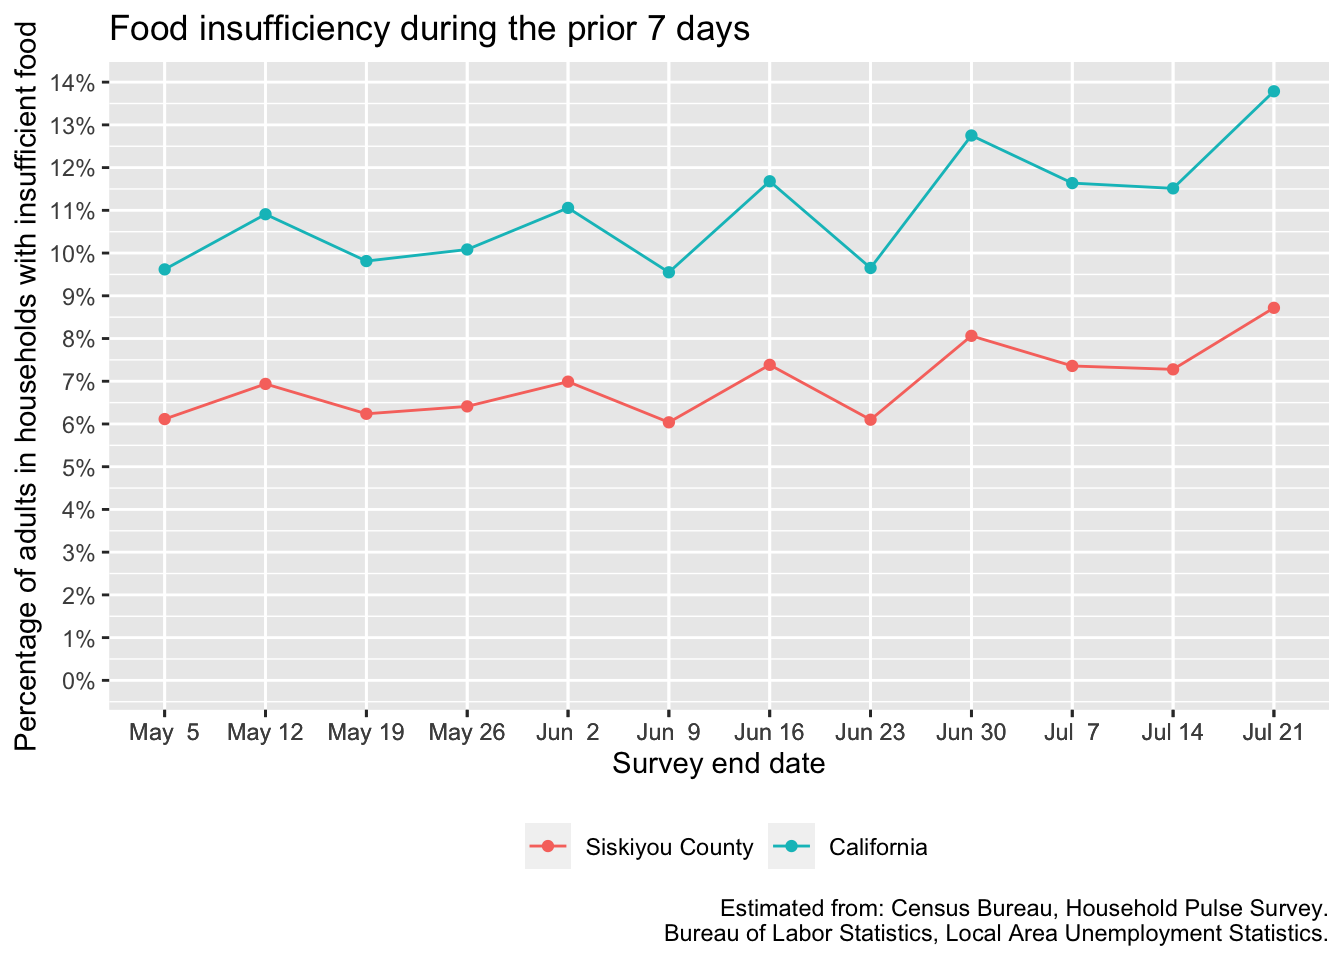 Food insufficiency during the prior 7 days
Percentage of adults in households with insufficient food
14%
13%
12%
11%
10%
9%
8%
7%
6%
5%
4%
3%
2%
1%
0%
May 5 May 12 May 19 May 26 Jun 2 Jun 9 Jun 16 Jun 23 Jun 30 Jul 7 Jul 14 Jul 21
Survey end date
Siskiyou County California
Estimated from: Census Bureau, Household Pulse Survey.
Bureau of Labor Statistics, Local Area Unemployment Statistics.